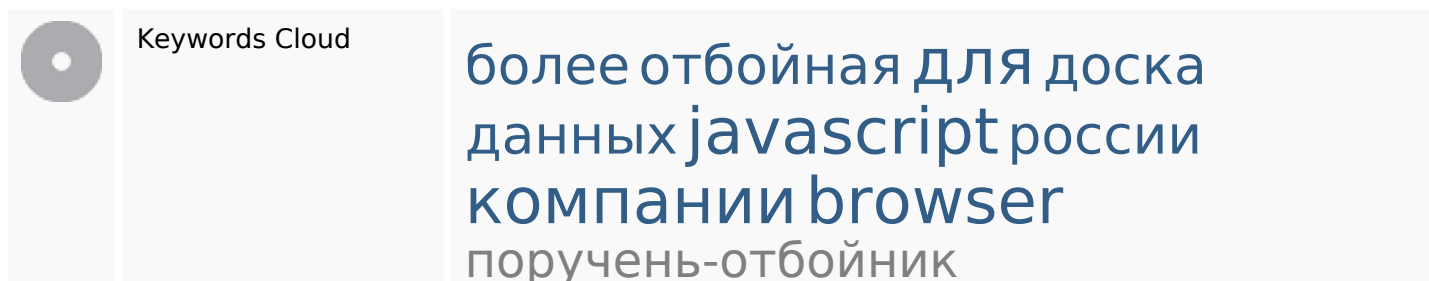 Keywords Cloud
более отбойная для доска
данных javascript россии
компании browser
поручень-отбойник